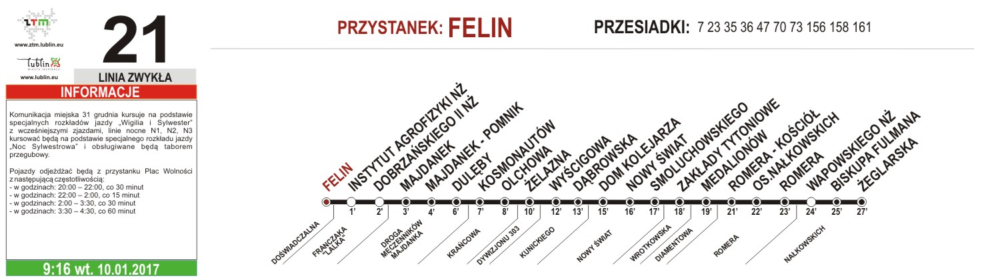 ztm
www.ztm.lublin.eu
lublin
MIASTO INSPIRACJI
www.lublin.eu
21
LINIA ZWYKŁA
INFORMACJE
Komunikacja miejska 31 grudnia kursuje na podstawie
specjalnych rozkładów jazdy „Wigilia i Sylwester”
z wcześniejszymi zjazdami, linie nocne N1, N2, N3
kursować będą na podstawie specjalnego rozkładu jazdy
„Noc Sylwestrowa” i obsługiwane będą taborem
przegubowy.
Pojazdy odjeżdżać będą z przystanku Plac Wolności
z następującą częstotliwością:
- w godzinach: 20:00 – 22:00, co 30 minut
- w godzinach: 22:00 – 2:00, co 15 minut
- w godzinach: 2:00 – 3:30, co 30 minut
- w godzinach: 3:30 – 4:30, co 60 minut
9:16 wt. 10.01.2017
PRZYSTANEK: FELIN
PRZESIADKI: 7 23 35 36 47 70 73 156 158 161
FELIN
INSTYTUT AGROFIZYKI NŻ
DOBRZAŃSKIEGO II NŻ
MAJDANEK
MAJDANEK - POMNIK
DULĘBY
KOSMONAUTÓW
OLCHOWA
ŻELAZNA
WYŚCIGOWA
DĄBROWSKA
DOM KOLEJARZA
NOWY ŚWIAT
SMOLUCHOWSKIEGO
ZAKŁADY TYTONIOWE
MEDALIONÓW
ROMERA - KOŚCIÓŁ
OS.NAŁKOWSKICH
ROMERA
WAPOWSKIEGO NŻ
BISKUPA FULMANA
ŻEGLARSKA
1' 2' 3' 4' 6' 7' 8' 10' 12' 13' 15' 16' 17' 18' 19' 21' 22' 23' 24' 25' 27'
DOŚWIADCZALNA
FRANCZAKA
"LALKA"
DROGA
MĘCZENNIKÓW
MAJDANKA
KRAŃCOWA
DYWIZJONU 303
KUNICKIEGO
NOWY ŚWIAT
WROTKOWSKA
DIAMENTOWA
ROMERA
NAŁKOWSKICH